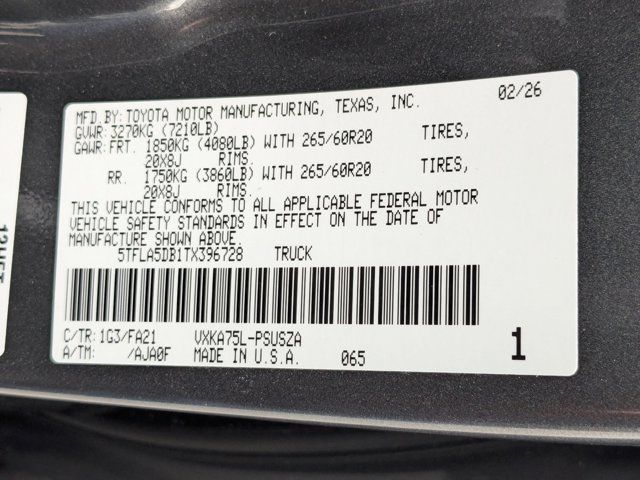 MFD.BY: TOYOTA MOTOR MANUFACTURING, TEXAS, INC. 02/26
GVWR: 3270KG (7210LB)
GAWR: FRT. 1850KG (4080LB) WITH 265/60R20 TIRES,
20X8J RIMS.
RR. 1750KG (3860LB) WITH 265/60R20 TIRES,
20X8J RIMS.
THIS VEHICLE CONFORMS TO ALL APPLICABLE FEDERAL MOTOR
VEHICLE SAFETY STANDARDS IN EFFECT ON THE DATE OF
MANUFACTURE SHOWN ABOVE.
5TFLA5DB1TX396728 TRUCK
C/TR: 1G3/FA21 VXKA75L-PSUSZA
A/TM: /AJA0F MADE IN U.S.A. 065 1